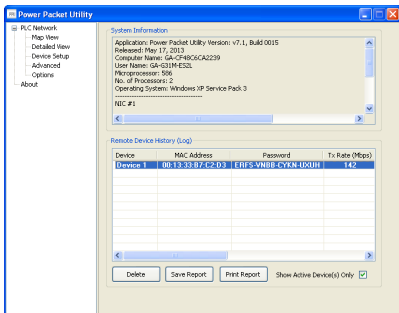 Power Packet Utility
PLC Network
Map View
Detailed View
Device Setup
Advanced
Options
About
System Information
Application: Power Packet Utility Version: v7.1, Build 0015
Released: May 17, 2013
Computer Name: GA-CF48C6CA2239
User Name: GA-G31M-ES2L
Microprocessor: 586
No. of Processors: 2
Operating System: Windows XP Service Pack 3
------------------------------------
NIC #1
Remote Device History (Log)
Device MAC Address Password Tx Rate (Mbps)
Device 1 00:13:33:B7:C2:D3 ERFS-VNBB-CYKN-UXUH 142
Delete Save Report Print Report Show Active Device(s) Only